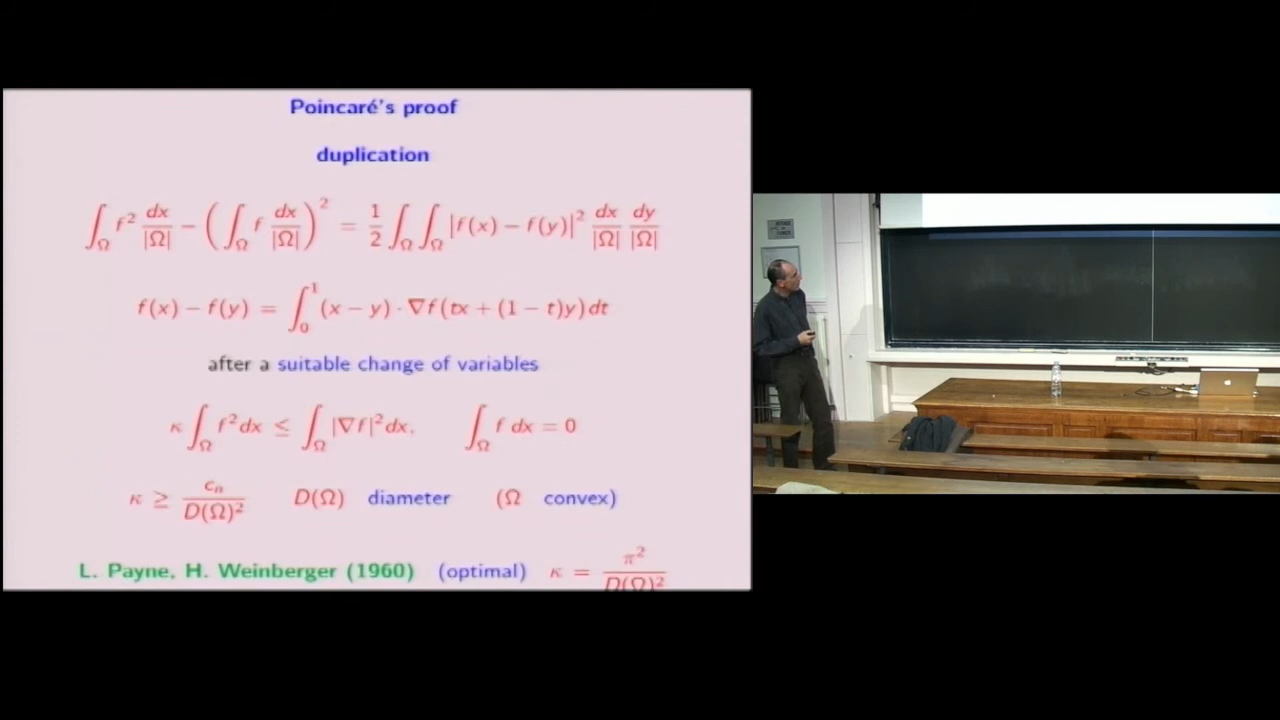 Poincaré's proof
duplication
∫_Ω f² dx/|Ω| − (∫_Ω f dx/|Ω|)² = 1/2 ∫_Ω ∫_Ω |f(x) − f(y)|² dx/|Ω| dy/|Ω|
f(x) − f(y) = ∫_0^1 (x − y) · ∇f(tx + (1 − t)y) dt
after a suitable change of variables
κ ∫_Ω f² dx ≤ ∫_Ω |∇f|² dx, ∫_Ω f dx = 0
κ ≥ c_n/D(Ω)² D(Ω) diameter (Ω convex)
L. Payne, H. Weinberger (1960) (optimal) κ = π²/D(Ω)²